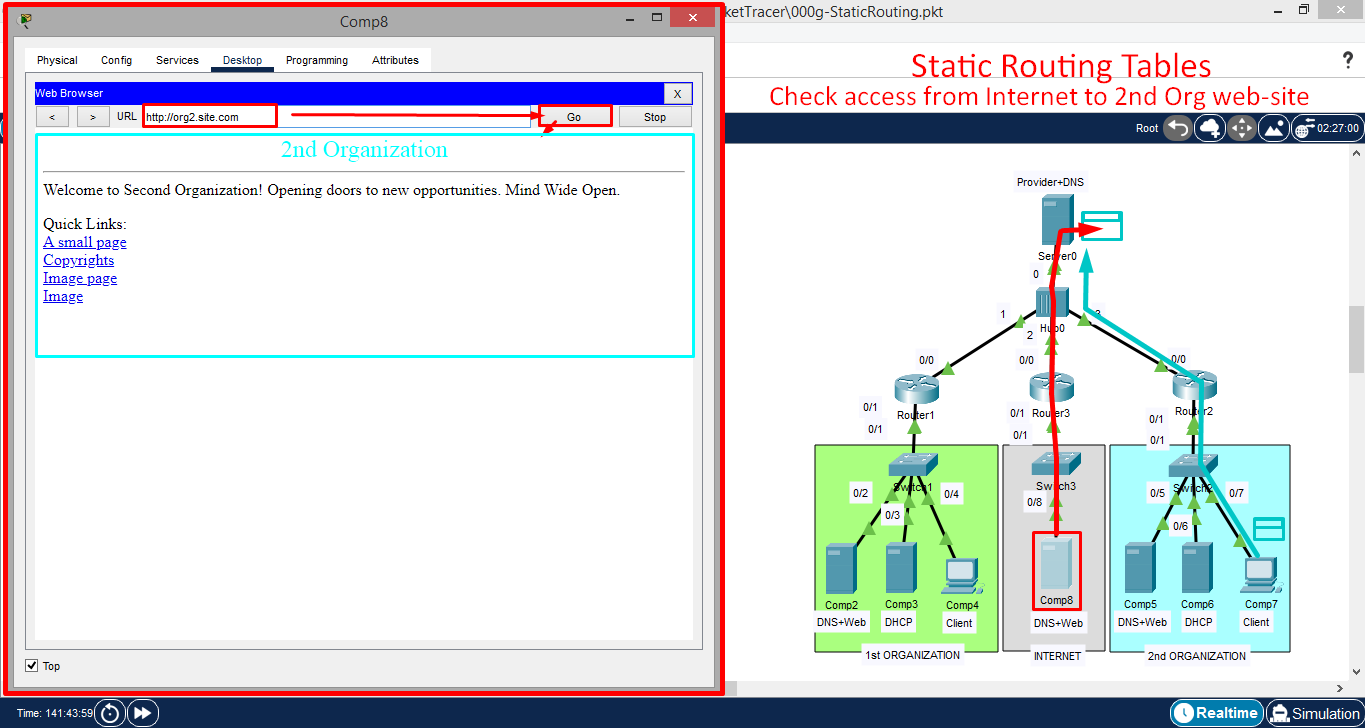 Comp8
ketTracer\000g-StaticRouting.pkt
Physical Config Services Desktop Programming Attributes
Web Browser
X
< > URL http://org2.site.com Go Stop
2nd Organization
Welcome to Second Organization! Opening doors to new opportunities. Mind Wide Open.
Quick Links:
A small page
Copyrights
Image page
Image
Top
Static Routing Tables
?
Check access from Internet to 2nd Org web-site
Root 02:27:00
Provider+DNS
Server0
0
1
3
Hub0
2
0/0 0/0 0/0
Router1 Router3 Router2
0/1 0/1 0/1
0/1 0/1 0/1
Switch1 Switch3 Switch2
0/2 0/4 0/8 0/5 0/7
0/3 0/6
Comp2 Comp3 Comp4 Comp8 Comp5 Comp6 Comp7
DNS+Web DHCP Client DNS+Web DNS+Web DHCP Client
1st ORGANIZATION INTERNET 2nd ORGANIZATION
Time: 141:43:59
Realtime Simulation